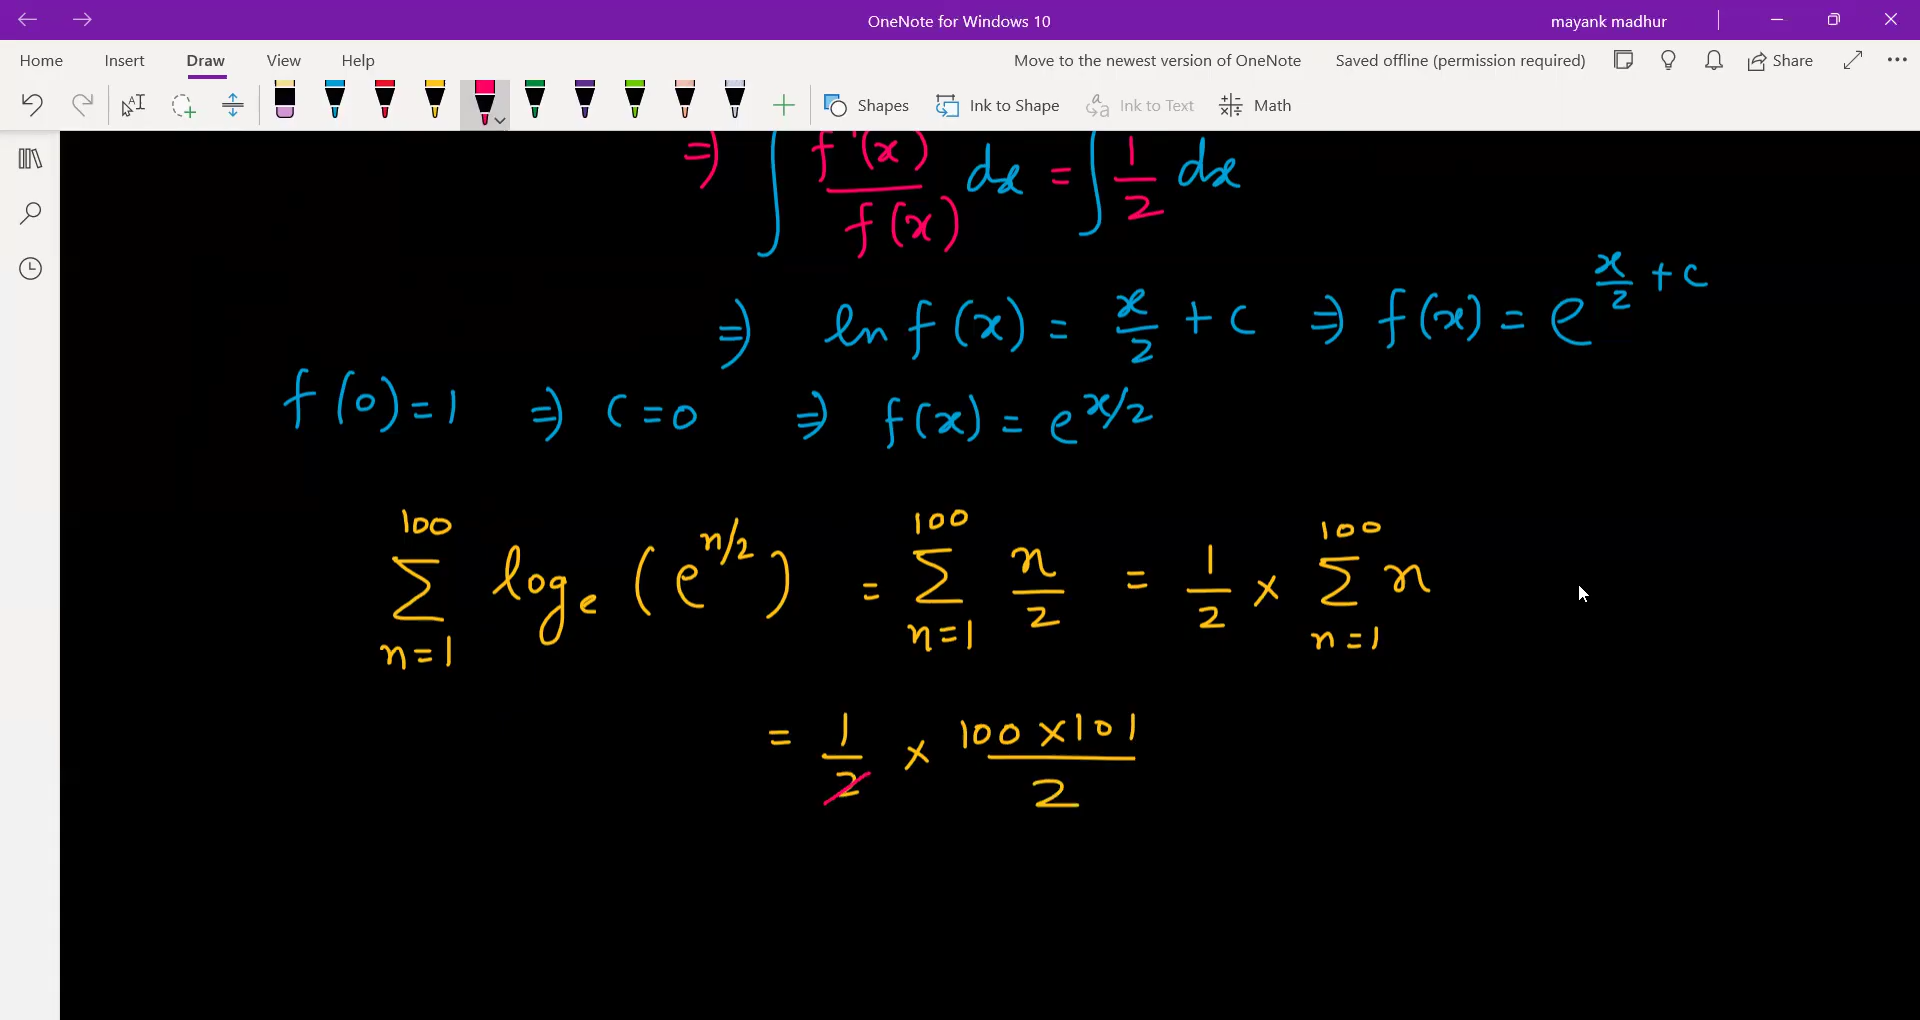 OneNote for Windows 10 mayank madhur
Home Insert Draw View Help Move to the newest version of OneNote Saved offline (permission required) Share
Shapes Ink to Shape Ink to Text Math
⇒ ∫ f'(x)/f(x) dx = ∫ 1/2 dx
⇒ ln f(x) = x/2 + c ⇒ f(x) = e^(x/2 + c)
f(0) = 1 ⇒ c = 0 ⇒ f(x) = e^(x/2)
∑_{n=1}^{100} log_e (e^(n/2)) = ∑_{n=1}^{100} n/2 = 1/2 × ∑_{n=1}^{100} n
= 1/2 × 100 × 101/2